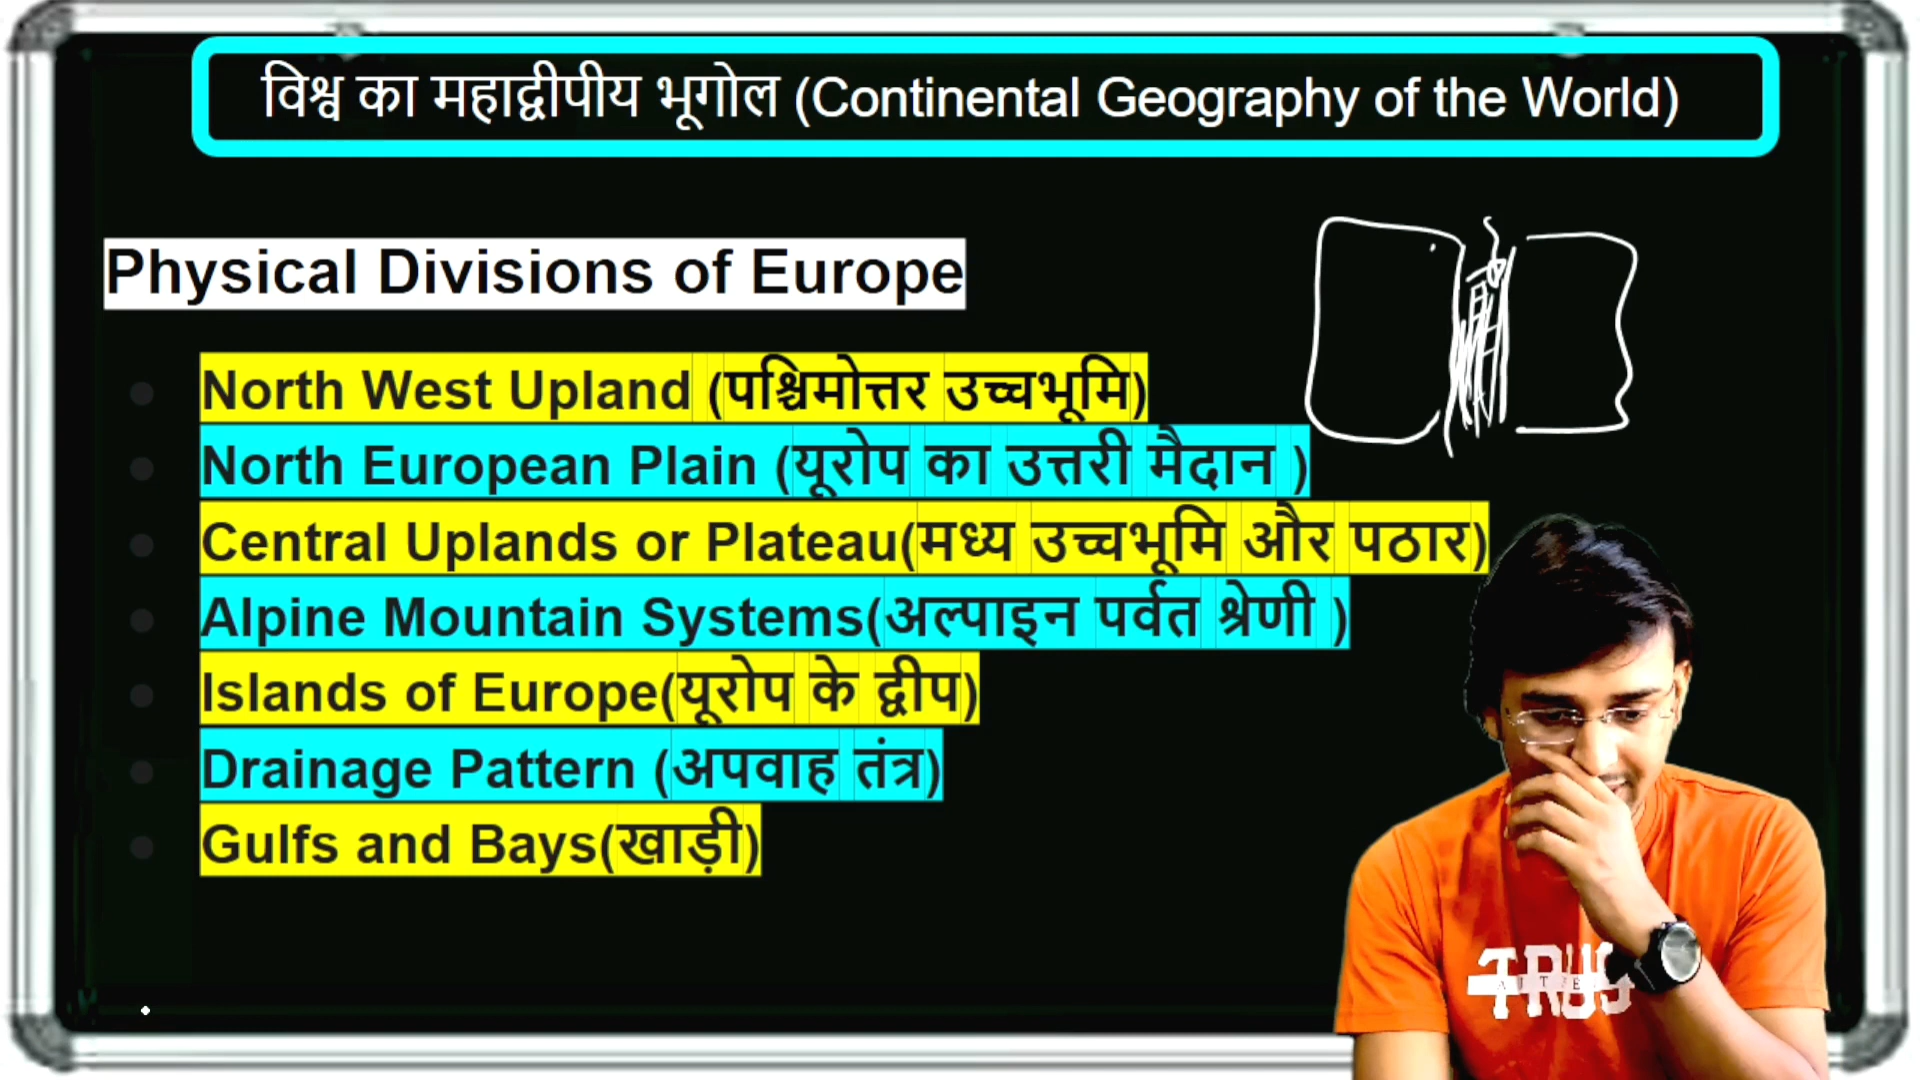 विश्व का महाद्वीपीय भूगोल (Continental Geography of the World)
Physical Divisions of Europe
North West Upland (पश्चिमोत्तर उच्चभूमि)
North European Plain (यूरोप का उत्तरी मैदान )
Central Uplands or Plateau(मध्य उच्चभूमि और पठार)
Alpine Mountain Systems(अल्पाइन पर्वत श्रेणी )
Islands of Europe(यूरोप के द्वीप)
Drainage Pattern (अपवाह तंत्र)
Gulfs and Bays(खाड़ी)